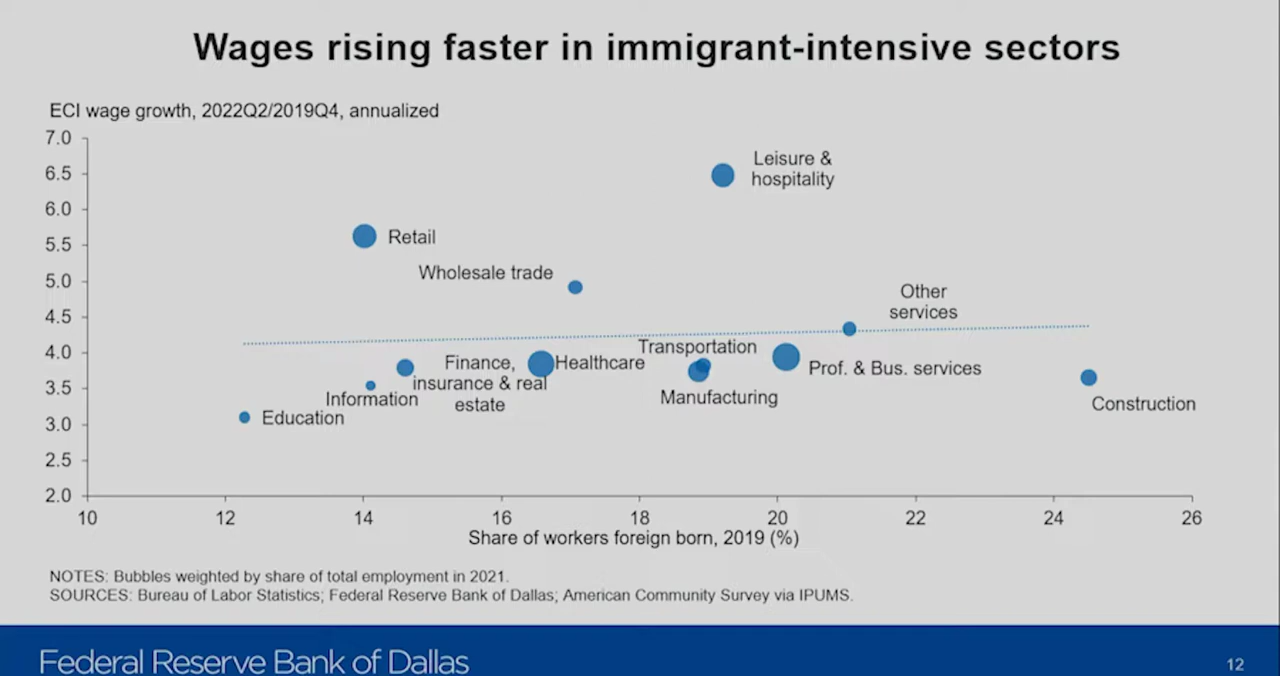 Wages rising faster in immigrant-intensive sectors
ECI wage growth, 2022Q2/2019Q4, annualized
7.0
6.5
6.0
5.5
5.0
4.5
4.0
3.5
3.0
2.5
2.0
Leisure &
hospitality
Retail
Wholesale trade
Other
services
Transportation
Finance,
insurance & real
estate
Healthcare
Prof. & Bus. services
Information
Manufacturing
Construction
Education
10 12 14 16 18 20 22 24 26
Share of workers foreign born, 2019 (%)
NOTES: Bubbles weighted by share of total employment in 2021.
SOURCES: Bureau of Labor Statistics; Federal Reserve Bank of Dallas; American Community Survey via IPUMS.
Federal Reserve Bank of Dallas
12